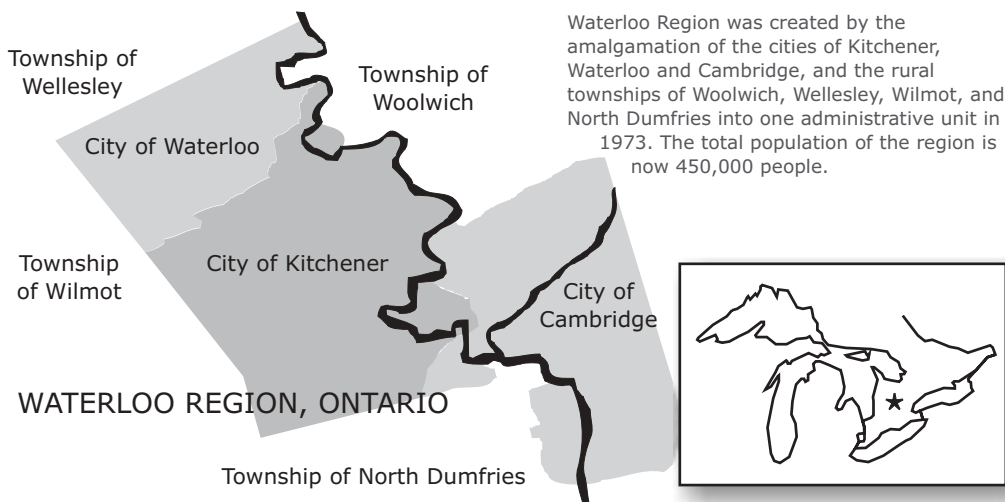 Waterloo Region was created by the
amalgamation of the cities of Kitchener,
Waterloo and Cambridge, and the rural
townships of Woolwich, Wellesley, Wilmot, and
North Dumfries into one administrative unit in
1973. The total population of the region is
now 450,000 people.
Township of
Wellesley
Township of
Woolwich
City of Waterloo
Township
of Wilmot
City of Kitchener
City of
Cambridge
WATERLOO REGION, ONTARIO
Township of North Dumfries